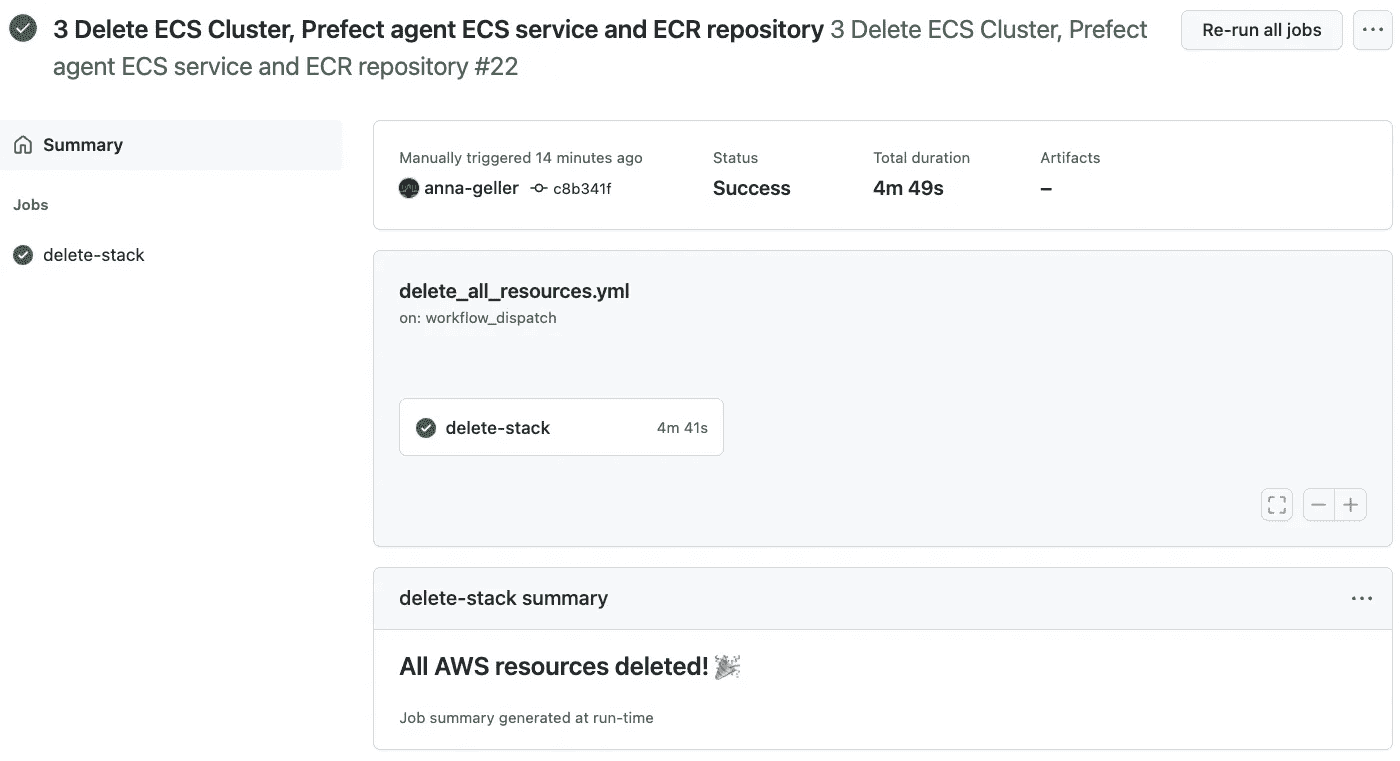 3 Delete ECS Cluster, Prefect agent ECS service and ECR repository 3 Delete ECS Cluster, Prefect
agent ECS service and ECR repository #22
Re-run all jobs
Summary
Jobs
delete-stack
Manually triggered 14 minutes ago
anna-geller c8b341f
Status
Success
Total duration
4m 49s
Artifacts
–
delete_all_resources.yml
on: workflow_dispatch
delete-stack 4m 41s
delete-stack summary
All AWS resources deleted! 🎉
Job summary generated at run-time